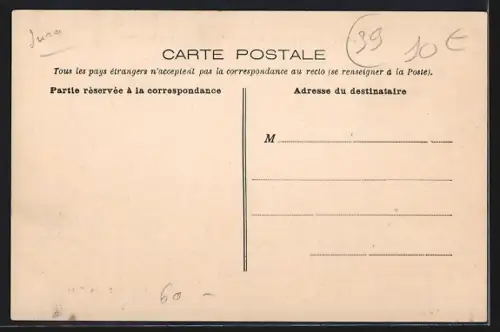 Jura
39
10€
CARTE POSTALE
Tous les pays étrangers n'acceptent pas la correspondance au recto (se renseigner à la Poste).
Partie rèservée à la correspondance
Adresse du destinataire
M
60 –